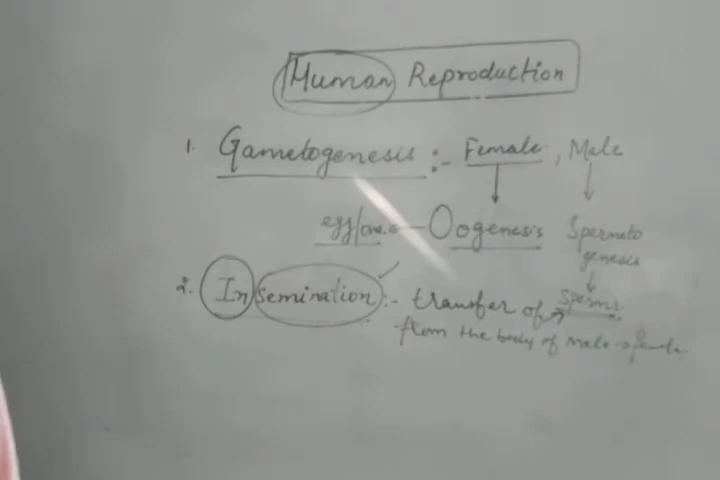 Human Reproduction
1. Gametogenesis :- Female, Male
egg/ova Oogenesis Spermato
genesis
2. Insemination :- transfer of sperms
from the body of male female